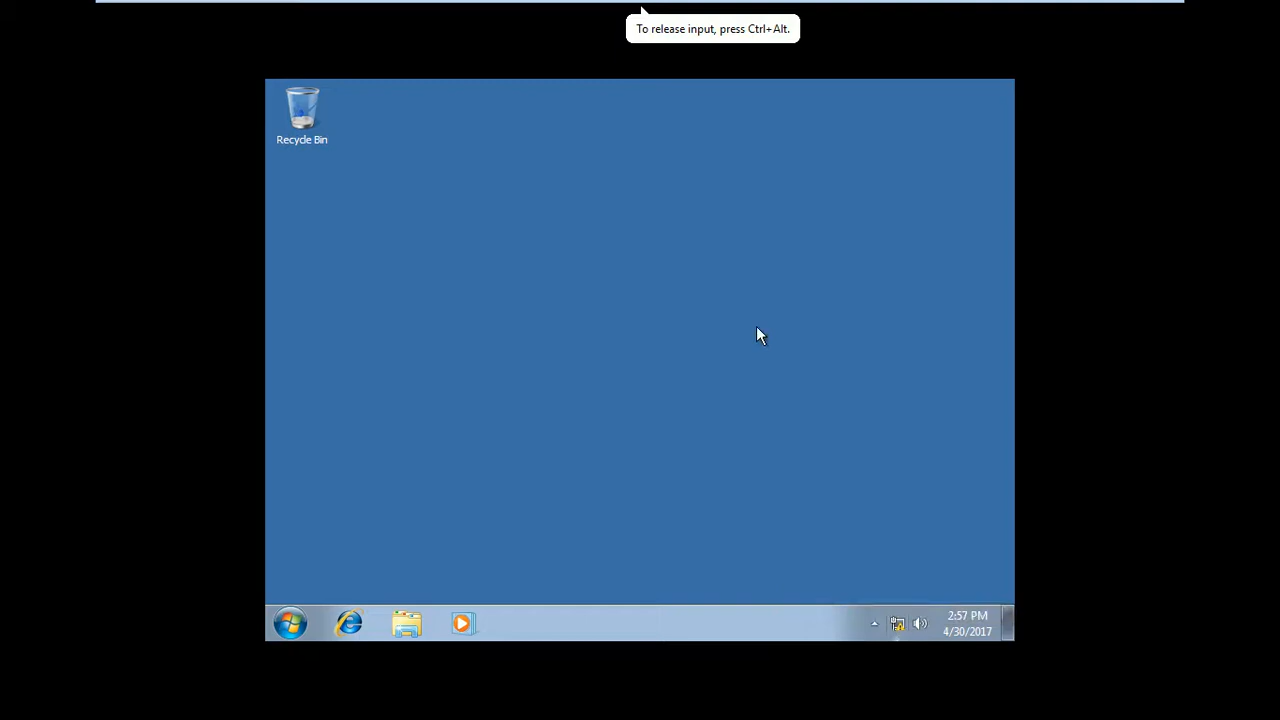 To release input, press Ctrl+Alt.
Recycle Bin
2:57 PM
4/30/2017